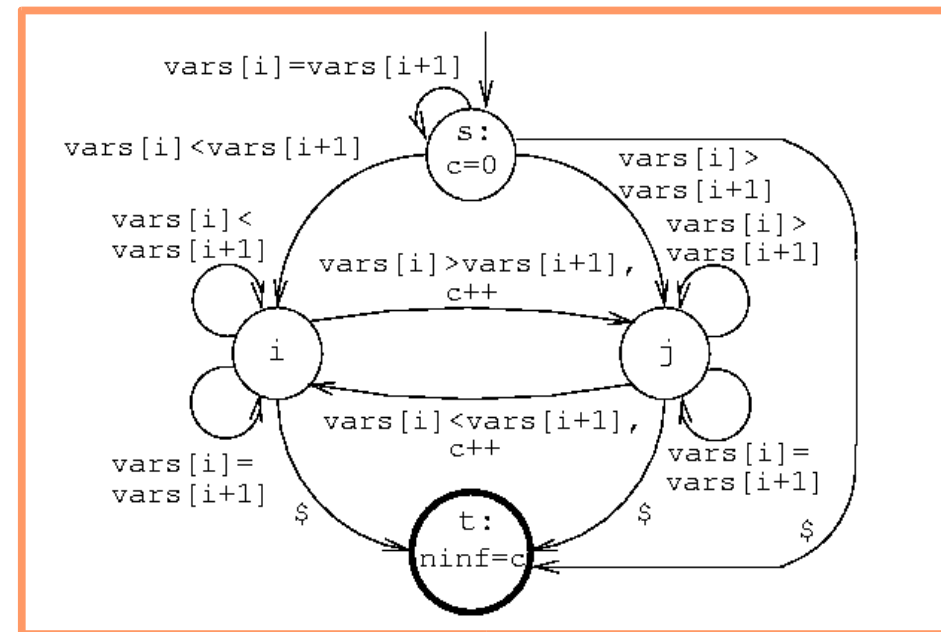 vars[i]=vars[i+1]
s:
c=0
vars[i]<vars[i+1]
vars[i]>
vars[i+1]
vars[i]<
vars[i+1]
vars[i]>
vars[i+1]
vars[i]>vars[i+1],
c++
i
j
vars[i]<vars[i+1],
c++
vars[i]=
vars[i+1]
vars[i]=
vars[i+1]
$
$
$
t:
ninf=c